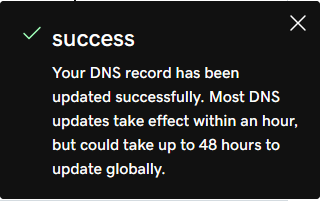 success
Your DNS record has been
updated successfully. Most DNS
updates take effect within an hour,
but could take up to 48 hours to
update globally.